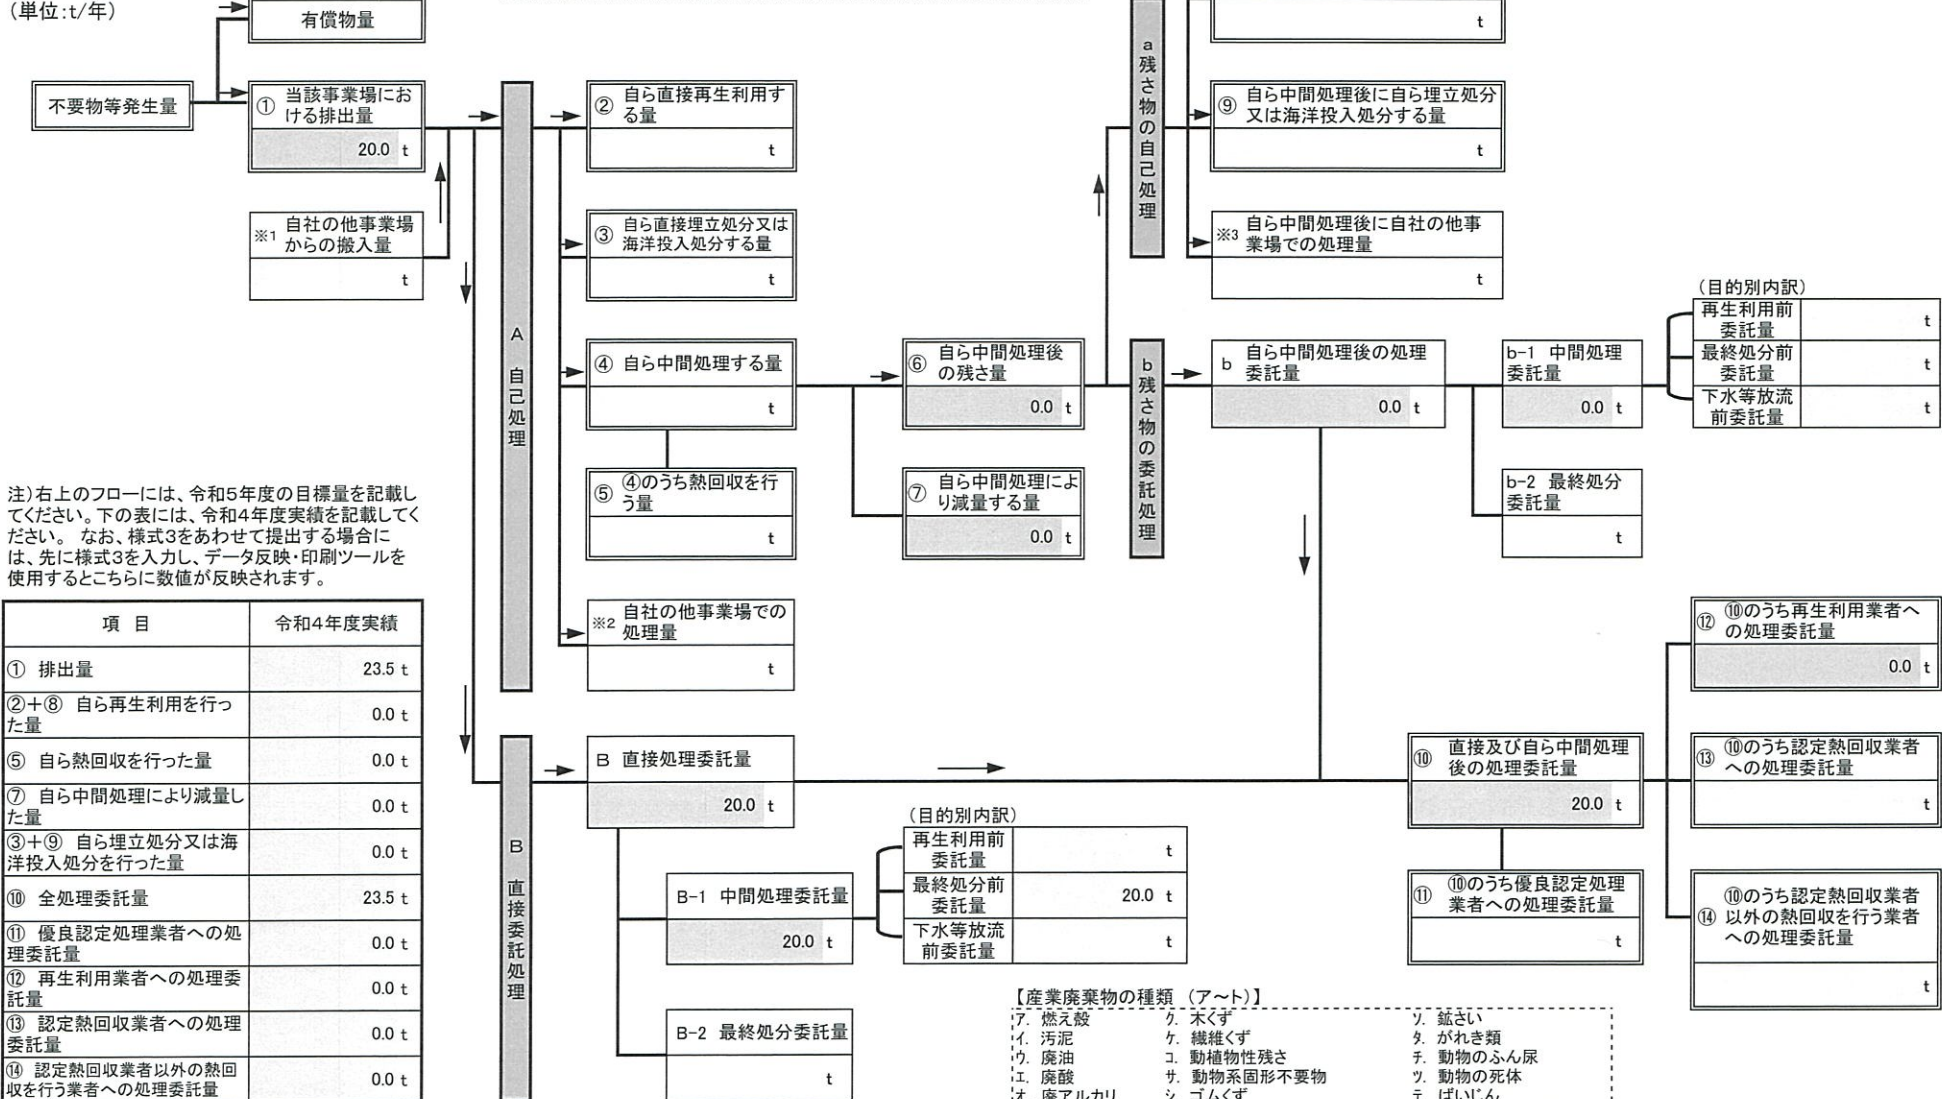 (単位:t/年)
有償物量
t
不要物等発生量
① 当該事業場にお
ける排出量
20.0 t
※1 自社の他事業場
からの搬入量
t
A 自己処理
② 自ら直接再生利用す
る量
t
③ 自ら直接埋立処分又は
海洋投入処分する量
t
④ 自ら中間処理する量
t
⑤ ④のうち熱回収を行
う量
t
※2 自社の他事業場での
処理量
t
⑥ 自ら中間処理後
の残さ量
0.0 t
⑦ 自ら中間処理によ
り減量する量
0.0 t
a 残さ物の自己処理
⑨ 自ら中間処理後に自ら埋立処分
又は海洋投入処分する量
t
※3 自ら中間処理後に自社の他事
業場での処理量
t
b 残さ物の委託処理
b 自ら中間処理後の処理
委託量
0.0 t
b-1 中間処理
委託量
0.0 t
(目的別内訳)
再生利用前
委託量
t
最終処分前
委託量
t
下水等放流
前委託量
t
b-2 最終処分
委託量
t
注)右上のフローには、令和5年度の目標量を記載し
てください。下の表には、令和4年度実績を記載してく
ださい。 なお、様式3をあわせて提出する場合に
は、先に様式3を入力し、データ反映・印刷ツールを
使用するとこちらに数値が反映されます。
項 目 令和4年度実績
① 排出量 23.5 t
②+⑧ 自ら再生利用を行っ
た量 0.0 t
⑤ 自ら熱回収を行った量 0.0 t
⑦ 自ら中間処理により減量し
た量 0.0 t
③+⑨ 自ら埋立処分又は海
洋投入処分を行った量 0.0 t
⑩ 全処理委託量 23.5 t
⑪ 優良認定処理業者への処
理委託量 0.0 t
⑫ 再生利用業者への処理委
託量 0.0 t
⑬ 認定熱回収業者への処理
委託量 0.0 t
⑭ 認定熱回収業者以外の熱回
収を行う業者への処理委託量 0.0 t
B 直接委託処理
B 直接処理委託量
20.0 t
B-1 中間処理委託量
20.0 t
(目的別内訳)
再生利用前
委託量
t
最終処分前
委託量
20.0 t
下水等放流
前委託量
t
B-2 最終処分委託量
t
⑩ 直接及び自ら中間処理
後の処理委託量
20.0 t
⑪ ⑩のうち優良認定処理
業者への処理委託量
t
⑫ ⑩のうち再生利用業者へ
の処理委託量
0.0 t
⑬ ⑩のうち認定熱回収業者
への処理委託量
t
⑭ ⑩のうち認定熱回収業者
以外の熱回収を行う業者
への処理委託量
t
【産業廃棄物の種類 (ア~ト)】
ア. 燃え殻 ク. 木くず ソ. 鉱さい
イ. 汚泥 ケ. 繊維くず タ. がれき類
ウ. 廃油 コ. 動植物性残さ チ. 動物のふん尿
エ. 廃酸 サ. 動物系固形不要物 ツ. 動物の死体
オ. 廃アルカリ シ. ゴムくず テ. ばいじん